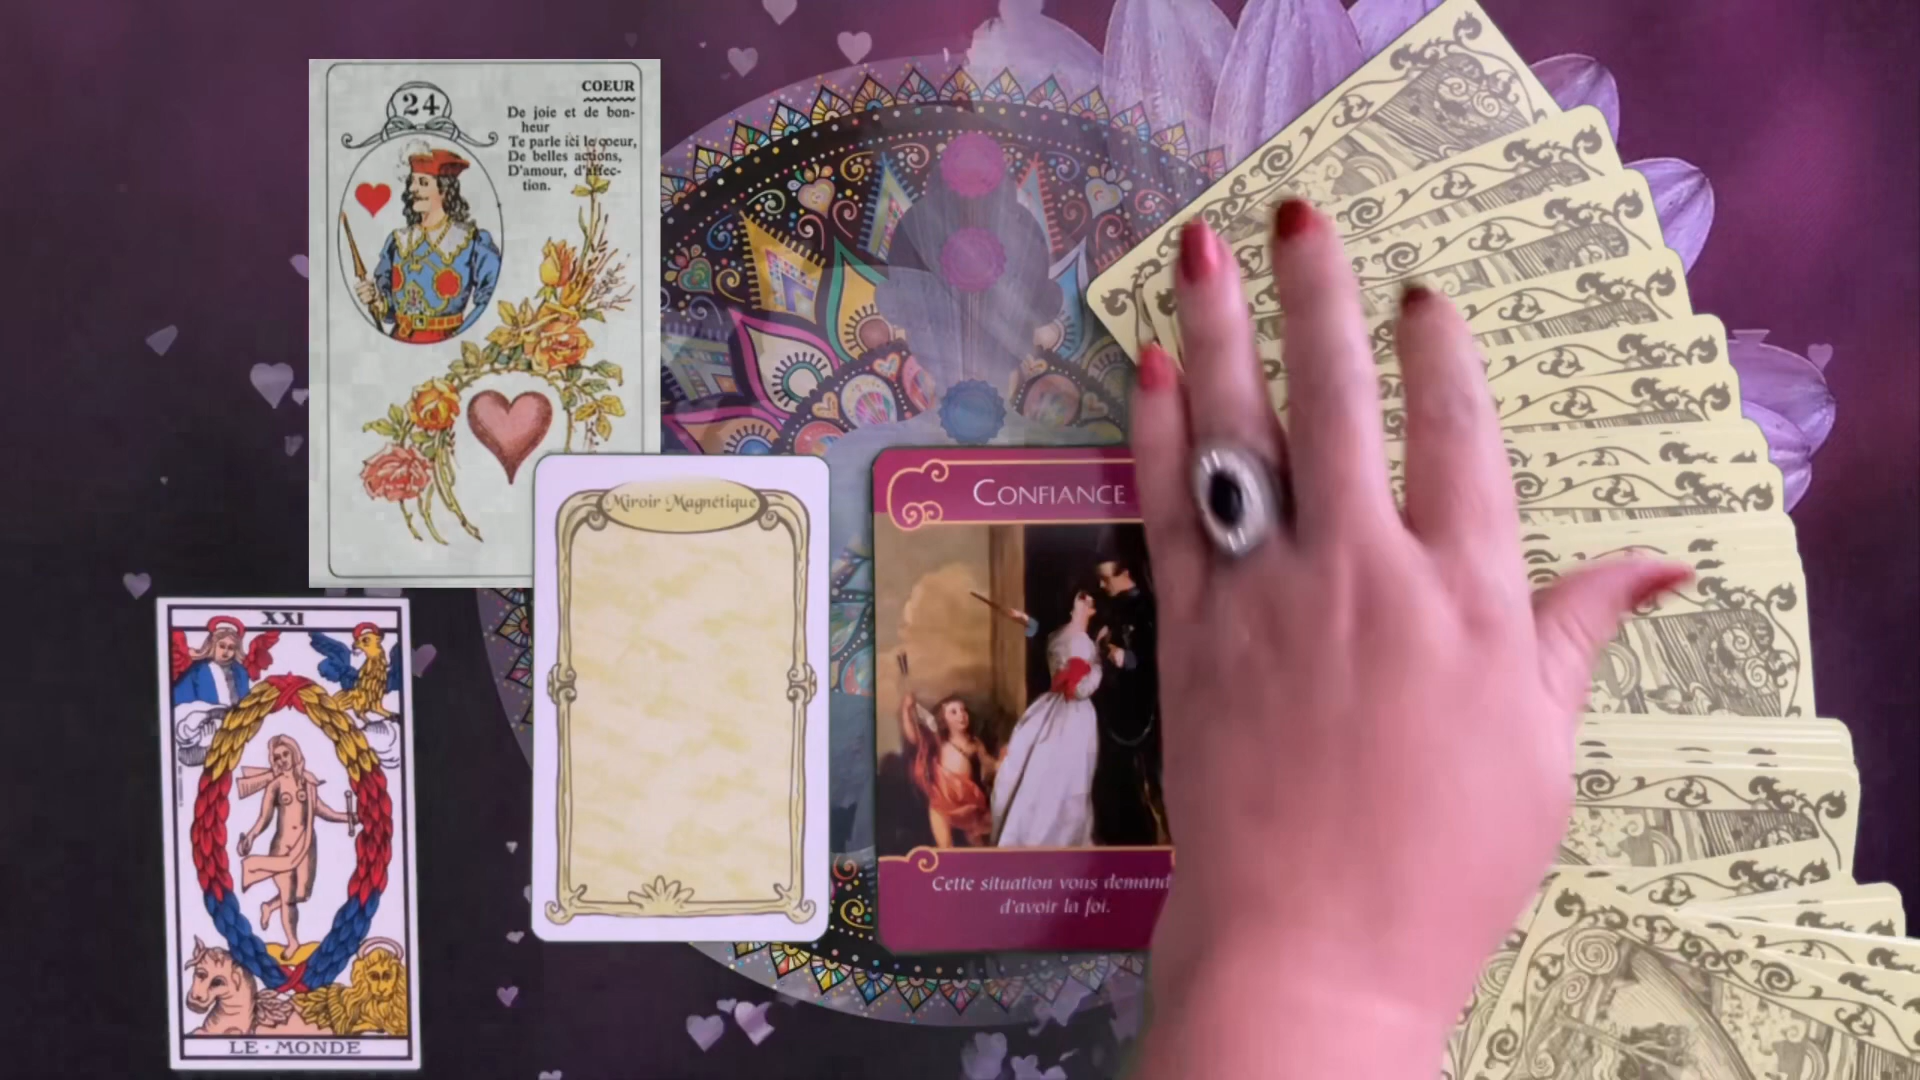 24
COEUR
De joie et de bon-
heur
Te parle ici le coeur,
De belles actions,
D'amour, d'affec-
tion.
Miroir Magnétique
CONFIANCE
Cette situation vous demand
d'avoir la foi.
XXI
LE · MONDE